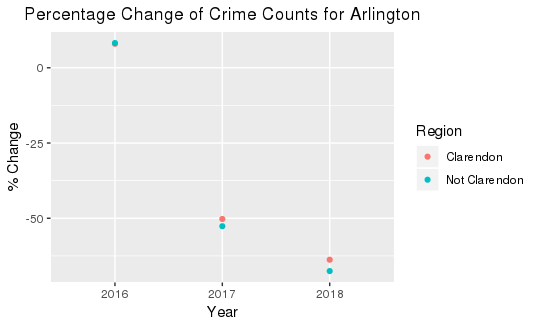 Percentage Change of Crime Counts for Arlington
% Change
0
-25
-50
2016
2017
2018
Year
Region
Clarendon
Not Clarendon